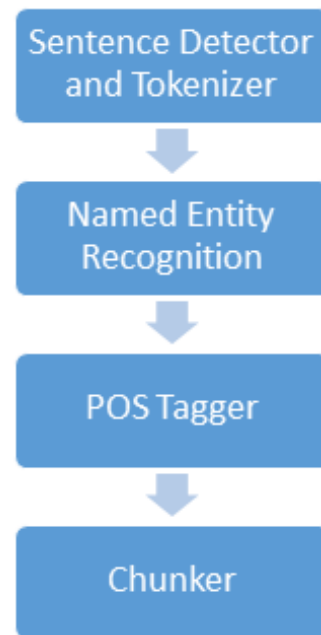 Sentence Detector
and Tokenizer
Named Entity
Recognition
POS Tagger
Chunker